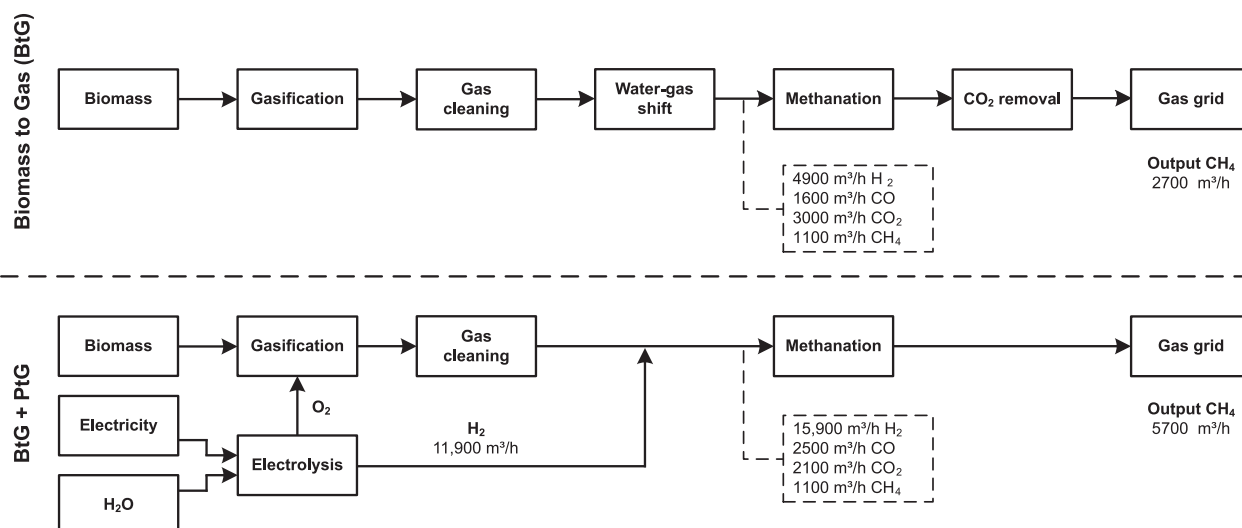 Biomass to Gas (BtG)
Biomass
Gasification
Gas
cleaning
Water-gas
shift
Methanation
CO₂ removal
Gas grid
Output CH₄
2700 m³/h
4900 m³/h H₂
1600 m³/h CO
3000 m³/h CO₂
1100 m³/h CH₄
BtG + PtG
Biomass
Gasification
Gas
cleaning
Methanation
Gas grid
O₂
Electricity
Electrolysis
H₂O
H₂
11,900 m³/h
Output CH₄
5700 m³/h
15,900 m³/h H₂
2500 m³/h CO
2100 m³/h CO₂
1100 m³/h CH₄